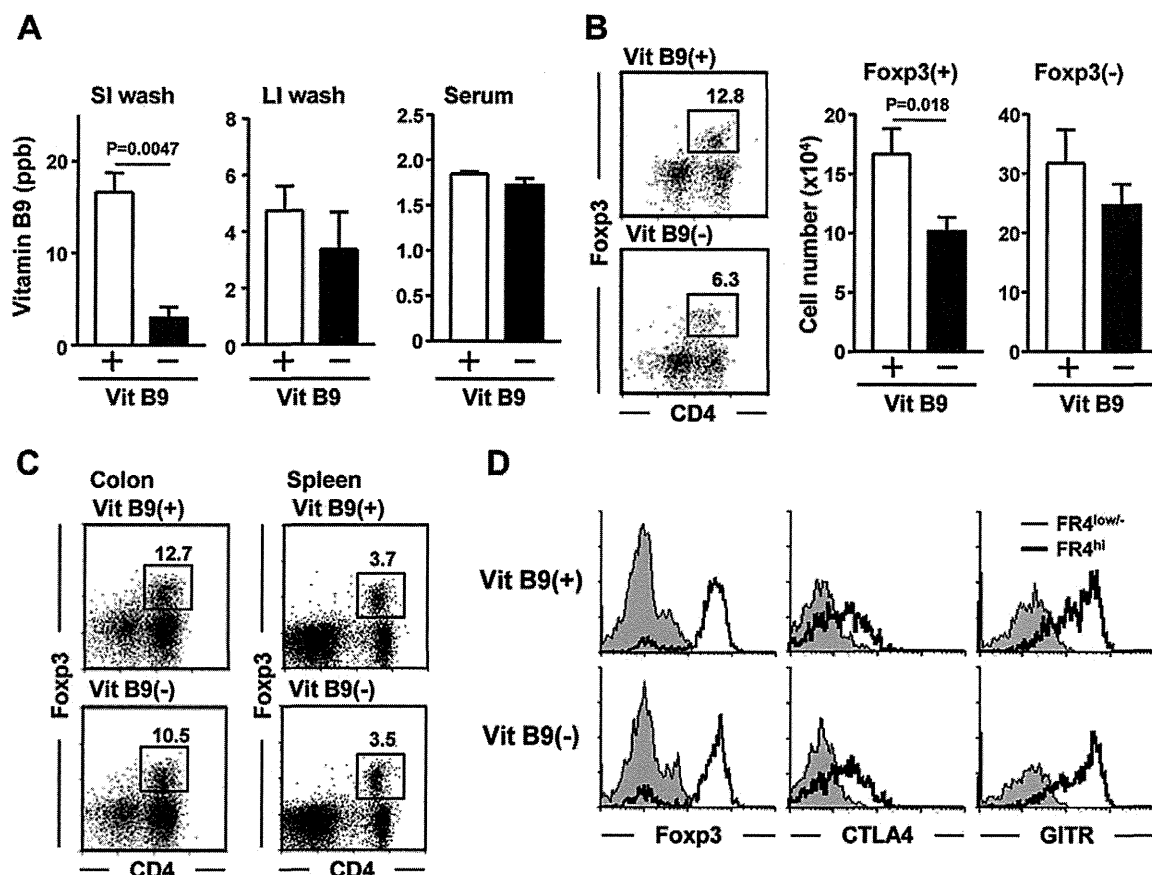 A
SI wash
LI wash
Serum
P=0.0047
Vitamin B9 (ppb)
20
10
0
8
6
4
2
0
2.5
2.0
1.5
1.0
0.5
0
+ −
+ −
+ −
Vit B9
Vit B9
Vit B9
B
Vit B9(+)
12.8
Vit B9(-)
6.3
Foxp3
CD4
Foxp3(+)
Foxp3(-)
P=0.018
Cell number (x10⁴)
20
15
10
5
0
40
30
20
10
0
+ −
+ −
Vit B9
Vit B9
C
Colon
Vit B9(+)
12.7
Vit B9(-)
10.5
Foxp3
CD4
Spleen
Vit B9(+)
3.7
Vit B9(-)
3.5
Foxp3
CD4
D
FR4low/-
FR4hi
Vit B9(+)
Vit B9(-)
Foxp3
CTLA4
GITR